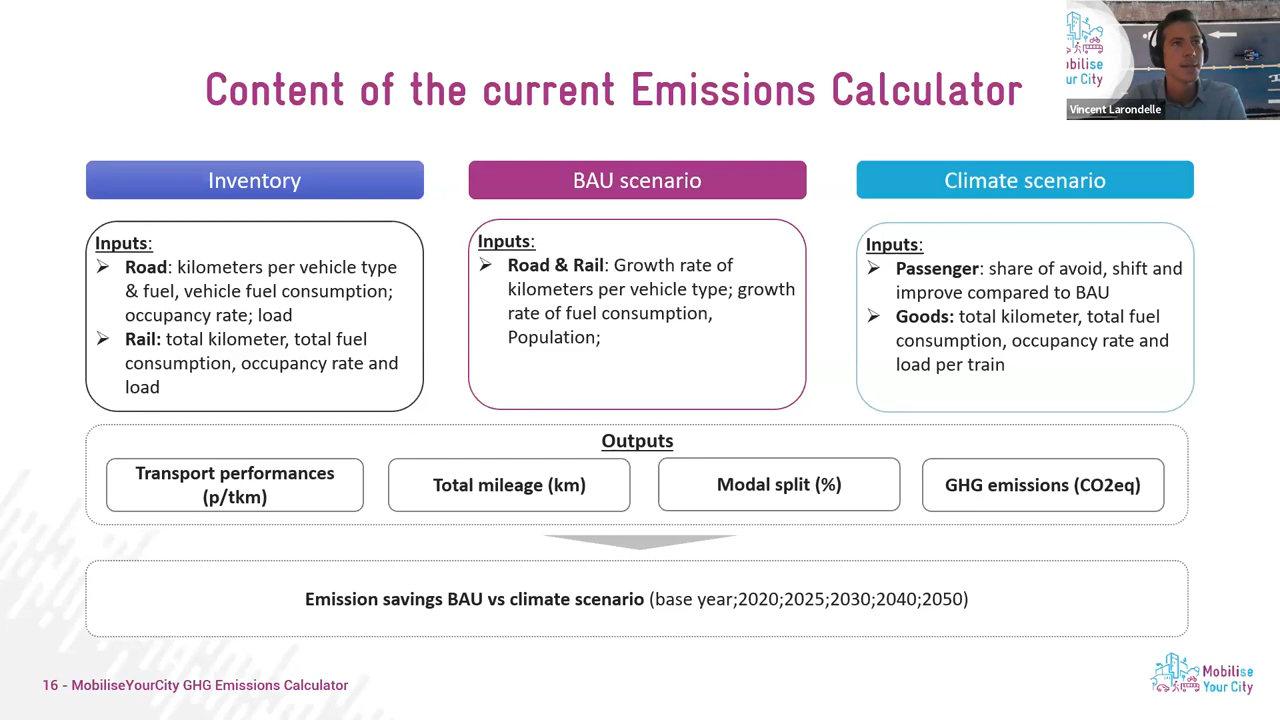 Content of the current Emissions Calculator
obilise
Your City
Vincent Larondelle
Inventory
Inputs:
➢ Road: kilometers per vehicle type
& fuel, vehicle fuel consumption;
occupancy rate; load
➢ Rail: total kilometer, total fuel
consumption, occupancy rate and
load
BAU scenario
Inputs:
➢ Road & Rail: Growth rate of
kilometers per vehicle type; growth
rate of fuel consumption,
Population;
Climate scenario
Inputs:
➢ Passenger: share of avoid, shift and
improve compared to BAU
➢ Goods: total kilometer, total fuel
consumption, occupancy rate and
load per train
Outputs
Transport performances
(p/tkm)
Total mileage (km)
Modal split (%)
GHG emissions (CO2eq)
Emission savings BAU vs climate scenario (base year;2020;2025;2030;2040;2050)
16 - MobiliseYourCity GHG Emissions Calculator
Mobilise
Your City